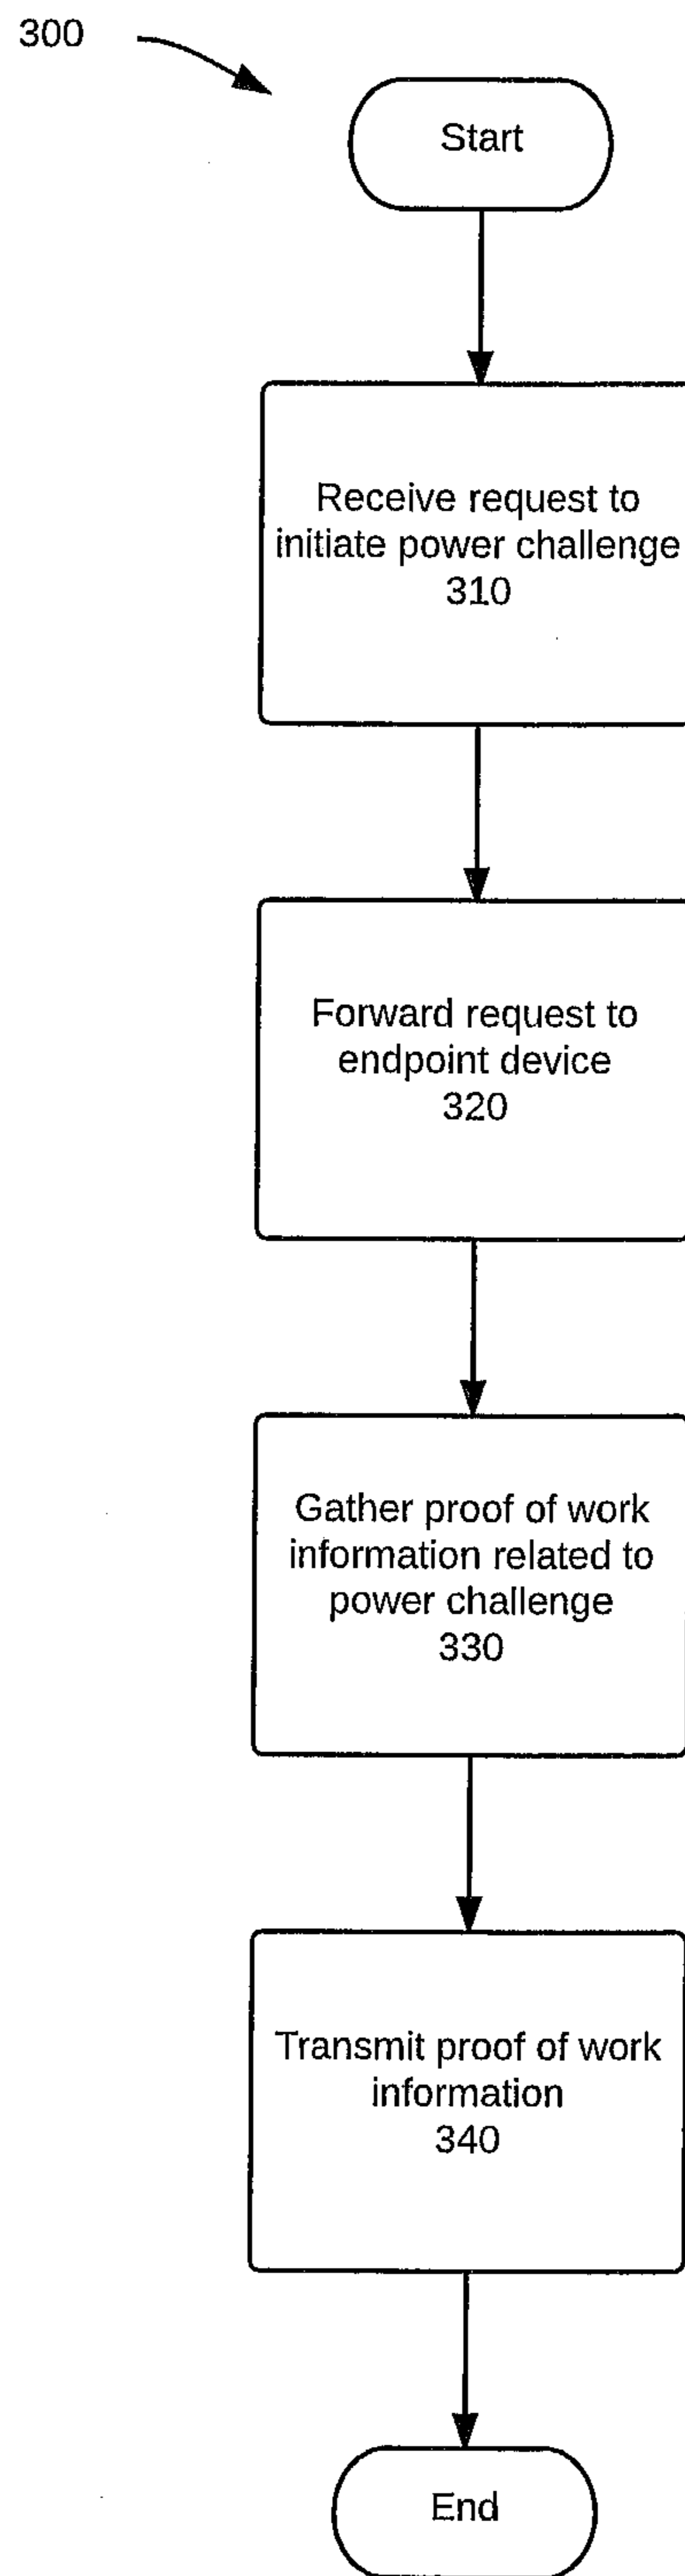 300
Start
Receive request to
initiate power challenge
310
Forward request to
endpoint device
320
Gather proof of work
information related to
power challenge
330
Transmit proof of work
information
340
End